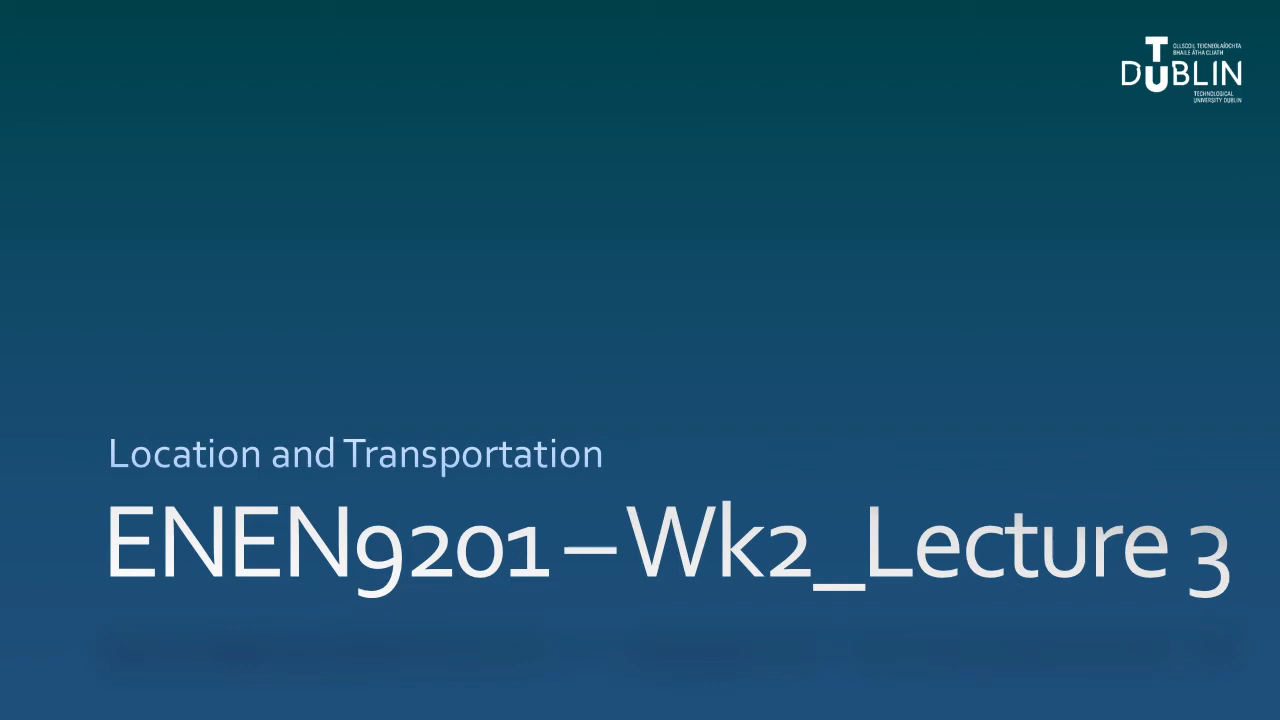 OLLSCOIL TEICNEOLAÍOCHTA
BHAILE ÁTHA CLIATH
TU DUBLIN
TECHNOLOGICAL
UNIVERSITY DUBLIN
Location and Transportation
ENEN9201 – Wk2_Lecture 3